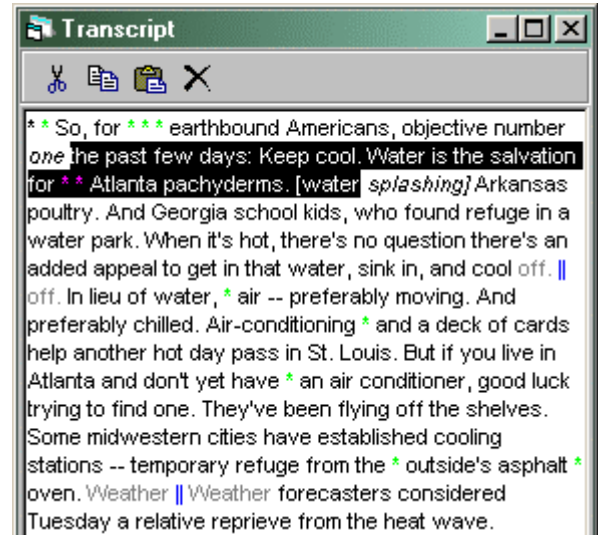 Transcript
* * So, for * * * earthbound Americans, objective number
one the past few days: Keep cool. Water is the salvation
for * * Atlanta pachyderms. [water splashing] Arkansas
poultry. And Georgia school kids, who found refuge in a
water park. When it's hot, there's no question there's an
added appeal to get in that water, sink in, and cool off. ||
off. In lieu of water, * air -- preferably moving. And
preferably chilled. Air-conditioning * and a deck of cards
help another hot day pass in St. Louis. But if you live in
Atlanta and don't yet have * an air conditioner, good luck
trying to find one. They've been flying off the shelves.
Some midwestern cities have established cooling
stations -- temporary refuge from the * outside's asphalt *
oven. Weather || Weather forecasters considered
Tuesday a relative reprieve from the heat wave.